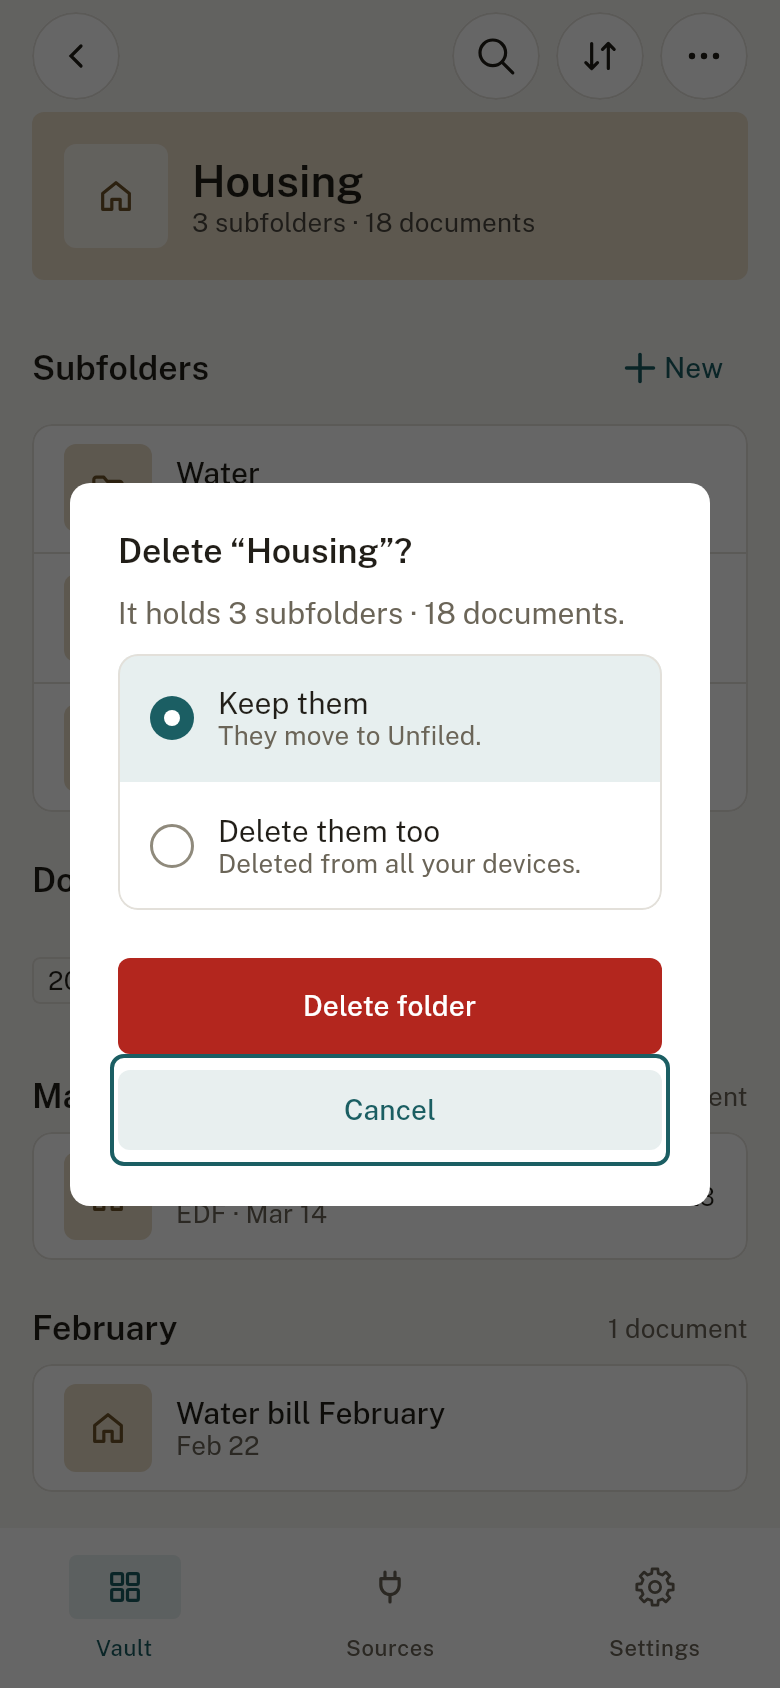 Housing
3 subfolders · 18 documents
Subfolders
New
Water
Delete “Housing”?
It holds 3 subfolders · 18 documents.
Keep them
They move to Unfiled.
Delete them too
Deleted from all your devices.
Delete folder
Cancel
EDF · Mar 14
February
1 document
Water bill February
Feb 22
Vault
Sources
Settings